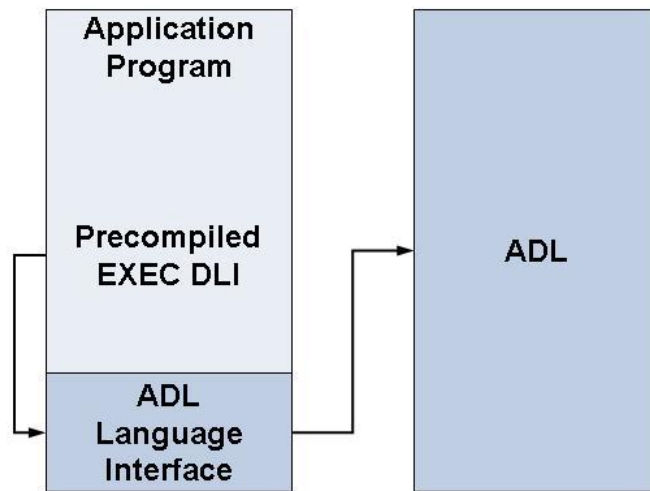 Application
Program
Precompiled
EXEC DLI
ADL
Language
Interface
ADL